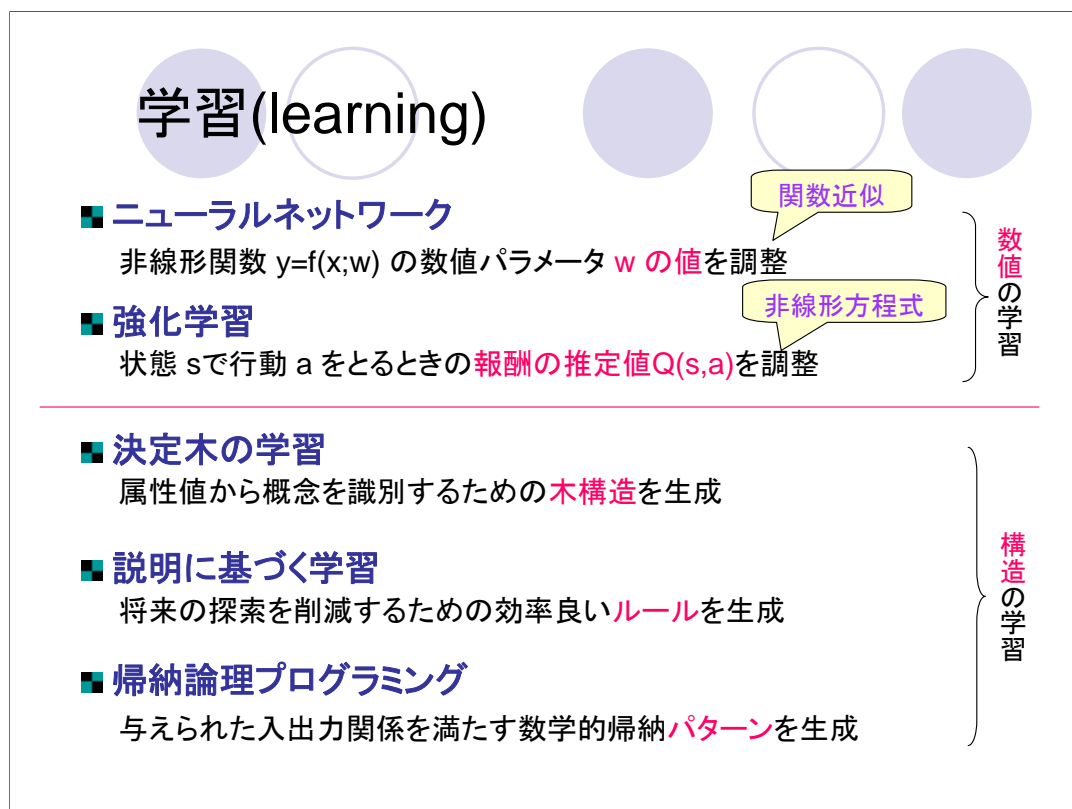 学習(learning)
関数近似
ニューラルネットワーク
非線形関数 y=f(x;w) の数値パラメータ w の値を調整
非線形方程式
強化学習
状態 sで行動 a をとるときの報酬の推定値Q(s,a)を調整
数値の学習
決定木の学習
属性値から概念を識別するための木構造を生成
説明に基づく学習
将来の探索を削減するための効率良いルールを生成
帰納論理プログラミング
与えられた入出力関係を満たす数学的帰納パターンを生成
構造の学習